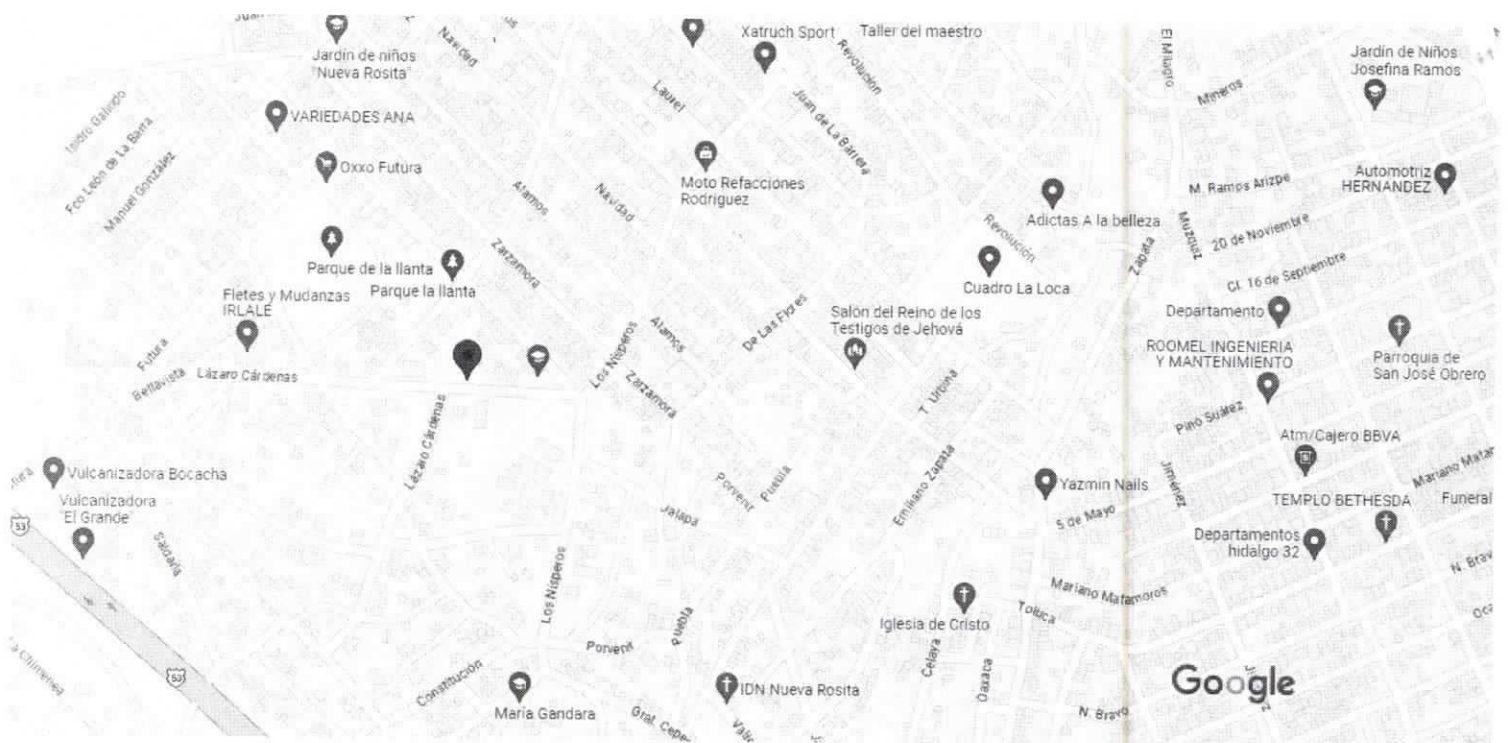 Navidad
Jardín de niños
"Nueva Rosita"
Xatruch Sport
Taller del maestro
Revolución
El Milagro
Mineros
Jardín de Niños
Josefina Ramos
Isidro Galindo
Fco León de La Barra
Manuel González
VARIEDADES ANA
Laurel
Juan de La Barrera
Oxxo Futura
Alamos
Navidad
Moto Refacciones
Rodriguez
M. Ramos Arizpe
Automotriz
HERNANDEZ
Adictas A la belleza
Revolución
Zapata
Muzquiz
20 de Noviembre
Cl. 16 de Septiembre
Parque de la llanta
Parque la llanta
Zarzamora
Cuadro La Loca
Fletes y Mudanzas
IRLALE
Salón del Reino de los
Testigos de Jehová
Departamento
ROOMEL INGENIERIA
Y MANTENIMIENTO
Parroquia de
San José Obrero
Futura
Bellavista
Lázaro Cárdenas
Los Nísperos
Alamos
De Las Flores
Zarzamora
T. Urbina
Pino Suárez
Lázaro Cárdenas
Atm/Cajero BBVA
Vulcanizadora Bocacha
Vulcanizadora
"El Grande"
Porvenir
Puebla
Jalapa
Emiliano Zapata
Yazmin Nails
5 de Mayo
Jiménez
TEMPLO BETHESDA
Funeral
53
Saldaña
Departamentos
hidalgo 32
N. Brav
Los Nísperos
Mariano Matamoros
Iglesia de Cristo
Toluca
Celaya
Oaxaca
Porvenir
Puebla
53
Constitución
María Gandara
IDN Nueva Rosita
N. Bravo
Google